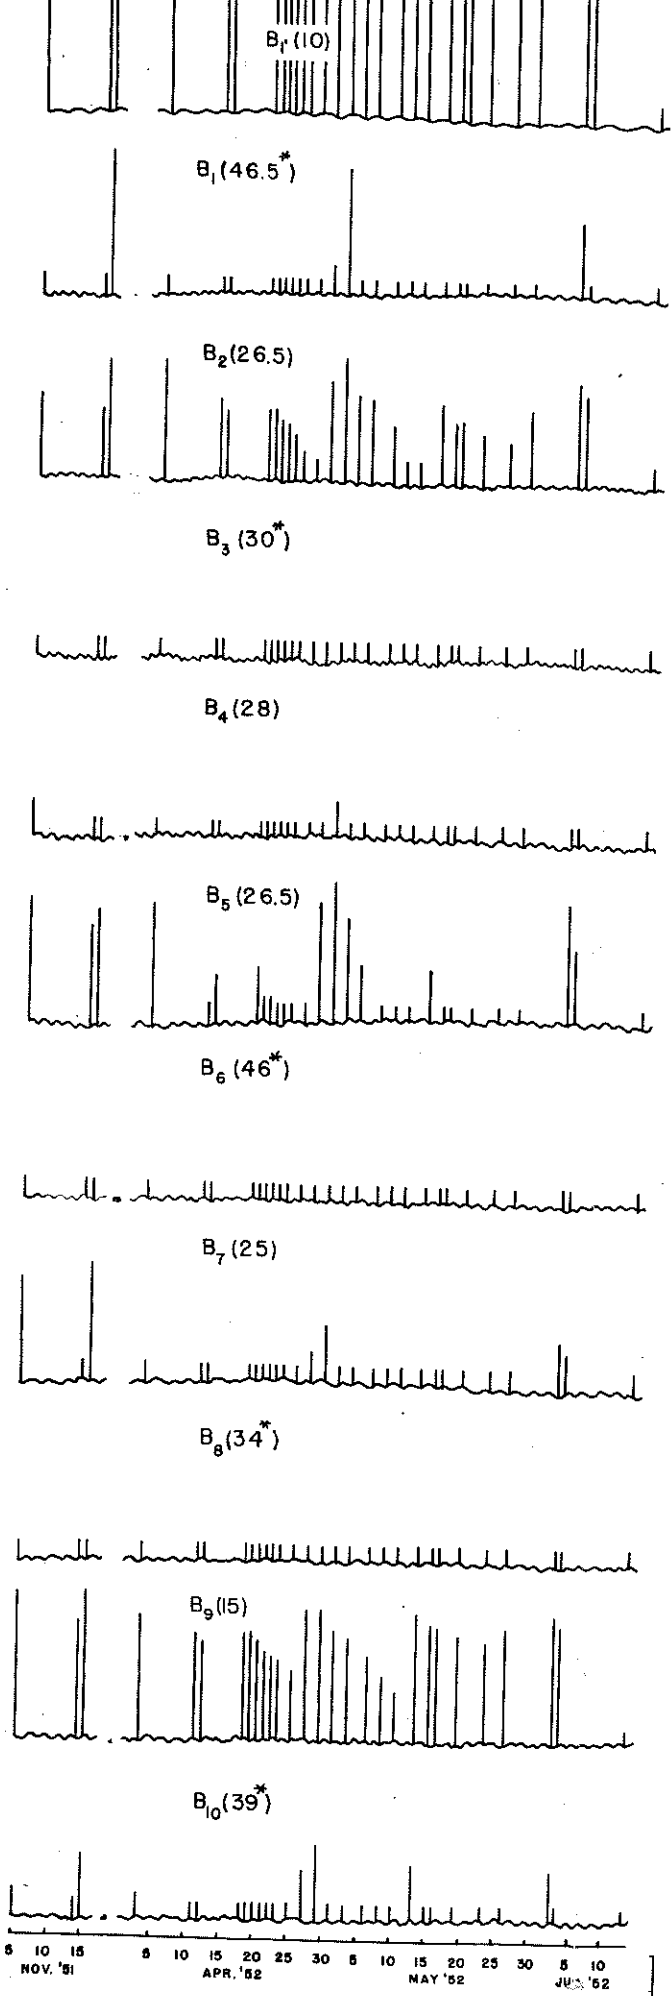 B₁' (10)
B₁ (46.5*)
B₂ (26.5)
B₃ (30*)
B₄ (28)
B₅ (26.5)
B₆ (46*)
B₇ (25)
B₈ (34*)
B₉ (15)
B₁₀ (39*)
5 10 15 5 10 15 20 25 30 5 10 15 20 25 30 5 10
NOV. '51 APR. '52 MAY '52 '52